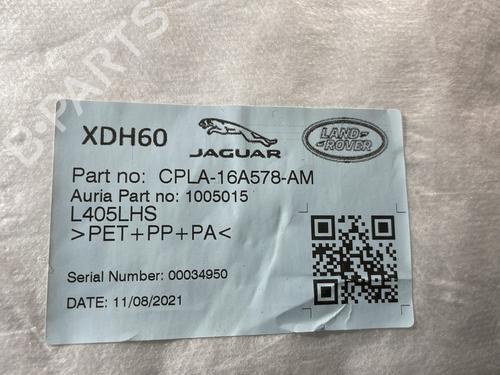 B-PARTS
XDH60
JAGUAR
LAND-
ROVER
Part no: CPLA-16A578-AM
Auria Part no: 1005015
L405LHS
>PET+PP+PA<
Serial Number: 00034950
DATE: 11/08/2021